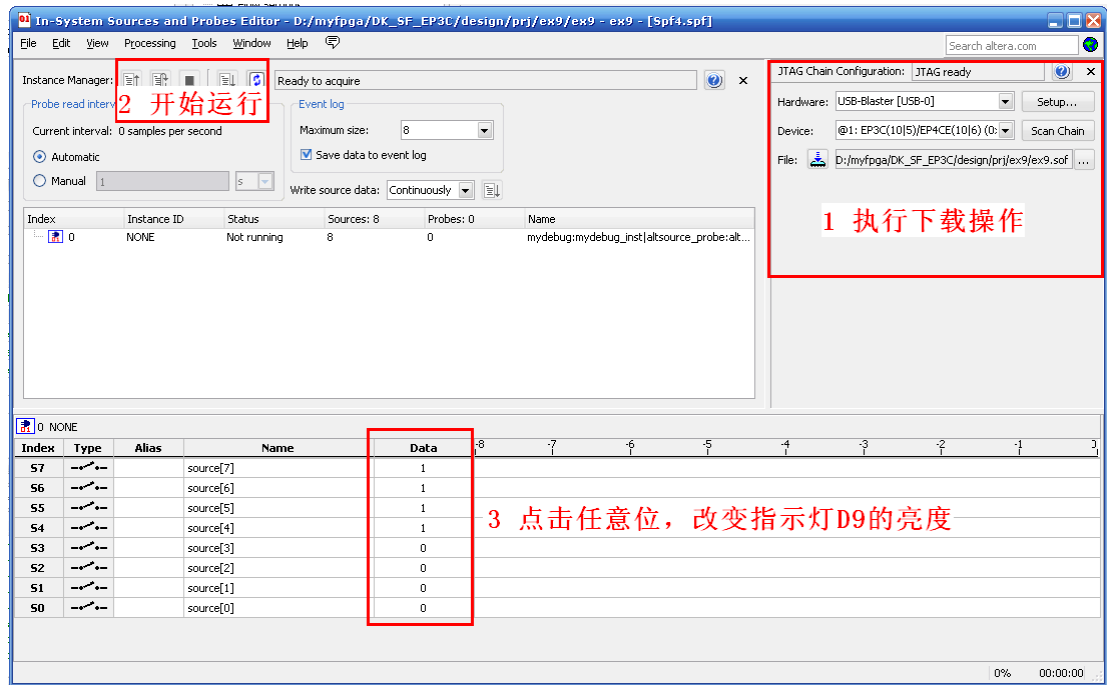 In-System Sources and Probes Editor - D:/myfpga/DK_SF_EP3C/design/prj/ex9/ex9 - ex9 - [Spf4.spf]
File Edit View Processing Tools Window Help
Search altera.com
Instance Manager:
Ready to acquire
2 开始运行
Probe read interv
Current interval: 0 samples per second
Automatic
Manual 1 s
Event log
Maximum size: 8
Save data to event log
Write source data: Continuously
JTAG Chain Configuration: JTAG ready
Hardware: USB-Blaster [USB-0] Setup...
Device: @1: EP3C(10|5)/EP4CE(10|6) (0: Scan Chain
File: D:/myfpga/DK_SF_EP3C/design/prj/ex9/ex9.sof ...
1 执行下载操作
Index Instance ID Status Sources: 8 Probes: 0 Name
0 NONE Not running 8 0 mydebug:mydebug_inst|altsource_probe:alt...
0 NONE
Index Type Alias Name Data -8 -7 -6 -5 -4 -3 -2 -1 0
S7 source[7] 1
S6 source[6] 1
S5 source[5] 1
S4 source[4] 1
S3 source[3] 0
S2 source[2] 0
S1 source[1] 0
S0 source[0] 0
3 点击任意位，改变指示灯D9的亮度
0% 00:00:00